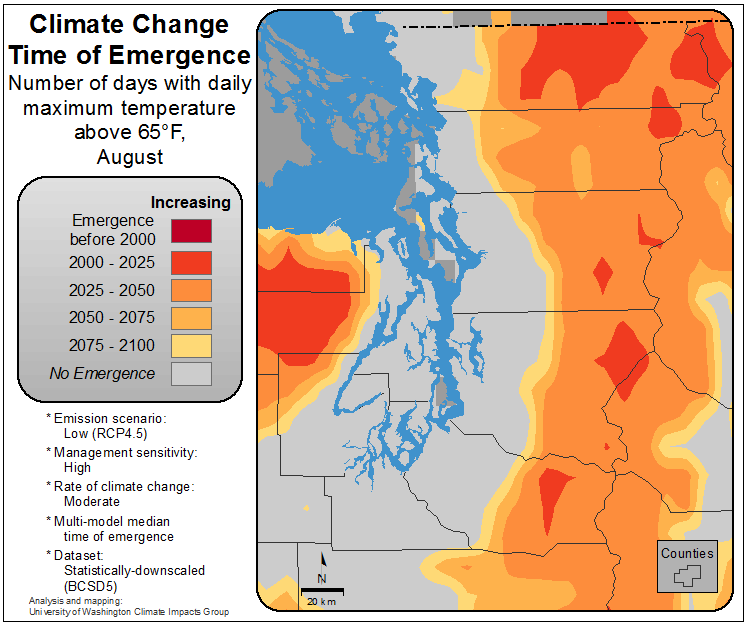 Climate Change
Time of Emergence
Number of days with daily
maximum temperature
above 65°F,
August
Increasing
Emergence
before 2000
2000 - 2025
2025 - 2050
2050 - 2075
2075 - 2100
No Emergence
* Emission scenario:
Low (RCP4.5)
* Management sensitivity:
High
* Rate of climate change:
Moderate
* Multi-model median
time of emergence
* Dataset:
Statistically-downscaled
(BCSD5)
Analysis and mapping:
University of Washington Climate Impacts Group
N
20 km
Counties